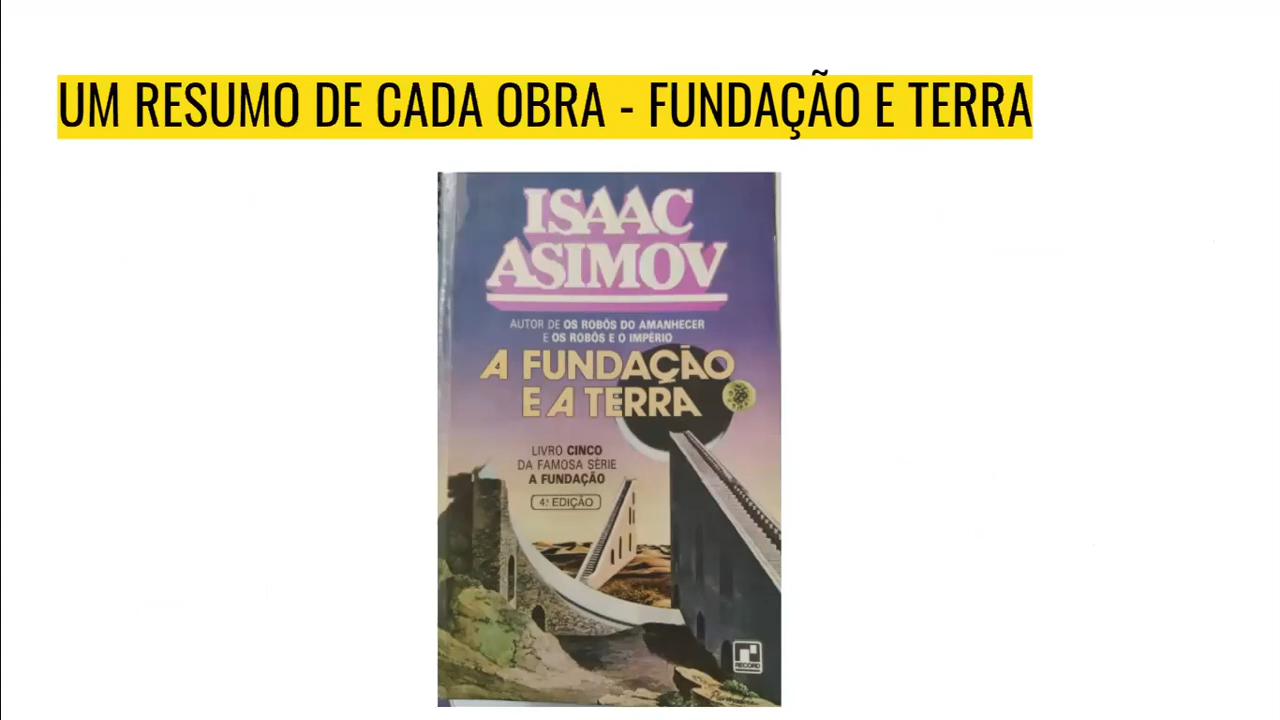 UM RESUMO DE CADA OBRA - FUNDAÇÃO E TERRA
ISAAC
ASIMOV
AUTOR DE OS ROBÔS DO AMANHECER
E OS ROBÔS E O IMPÉRIO
A FUNDAÇÃO
E A TERRA
LIVRO CINCO
DA FAMOSA SÉRIE
A FUNDAÇÃO
4ª EDIÇÃO
RECORD